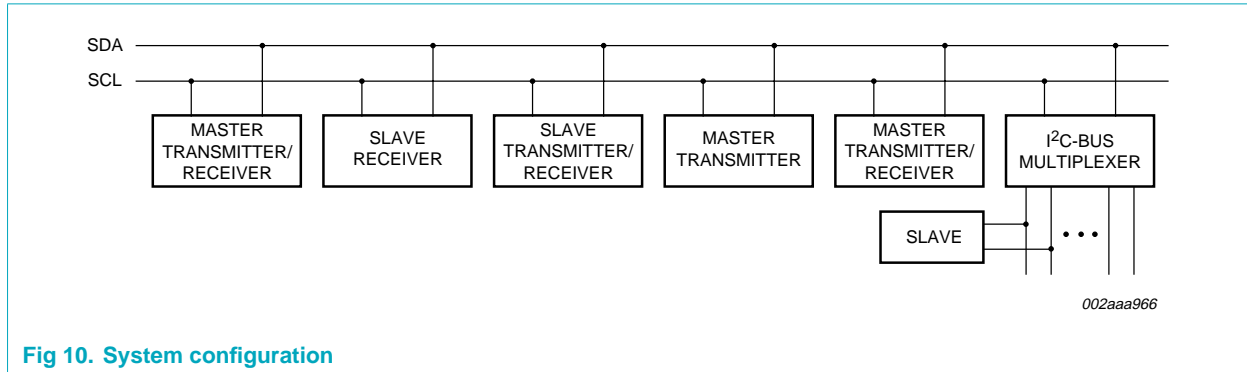 SDA
SCL
MASTER
TRANSMITTER/
RECEIVER
SLAVE
RECEIVER
SLAVE
TRANSMITTER/
RECEIVER
MASTER
TRANSMITTER
MASTER
TRANSMITTER/
RECEIVER
I²C-BUS
MULTIPLEXER
SLAVE
002aaa966
Fig 10. System configuration